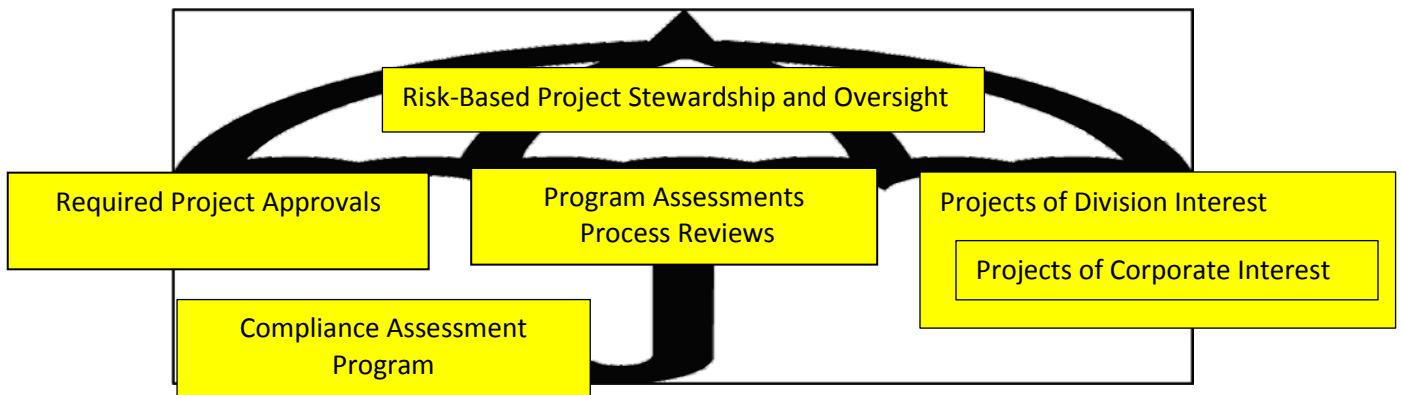 Risk-Based Project Stewardship and Oversight
Required Project Approvals
Program Assessments
Process Reviews
Projects of Division Interest
Projects of Corporate Interest
Compliance Assessment
Program